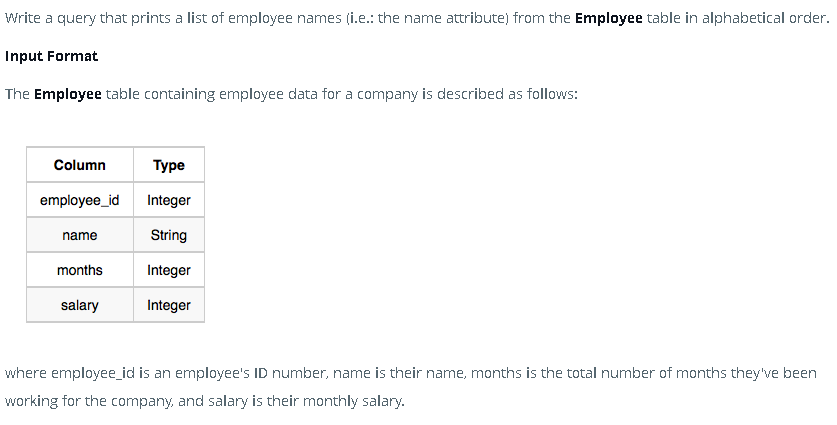 Write a query that prints a list of employee names (i.e.: the name attribute) from the Employee table in alphabetical order.
Input Format
The Employee table containing employee data for a company is described as follows:
Column Type
employee_id Integer
name String
months Integer
salary Integer
where employee_id is an employee's ID number, name is their name, months is the total number of months they've been
working for the company, and salary is their monthly salary.